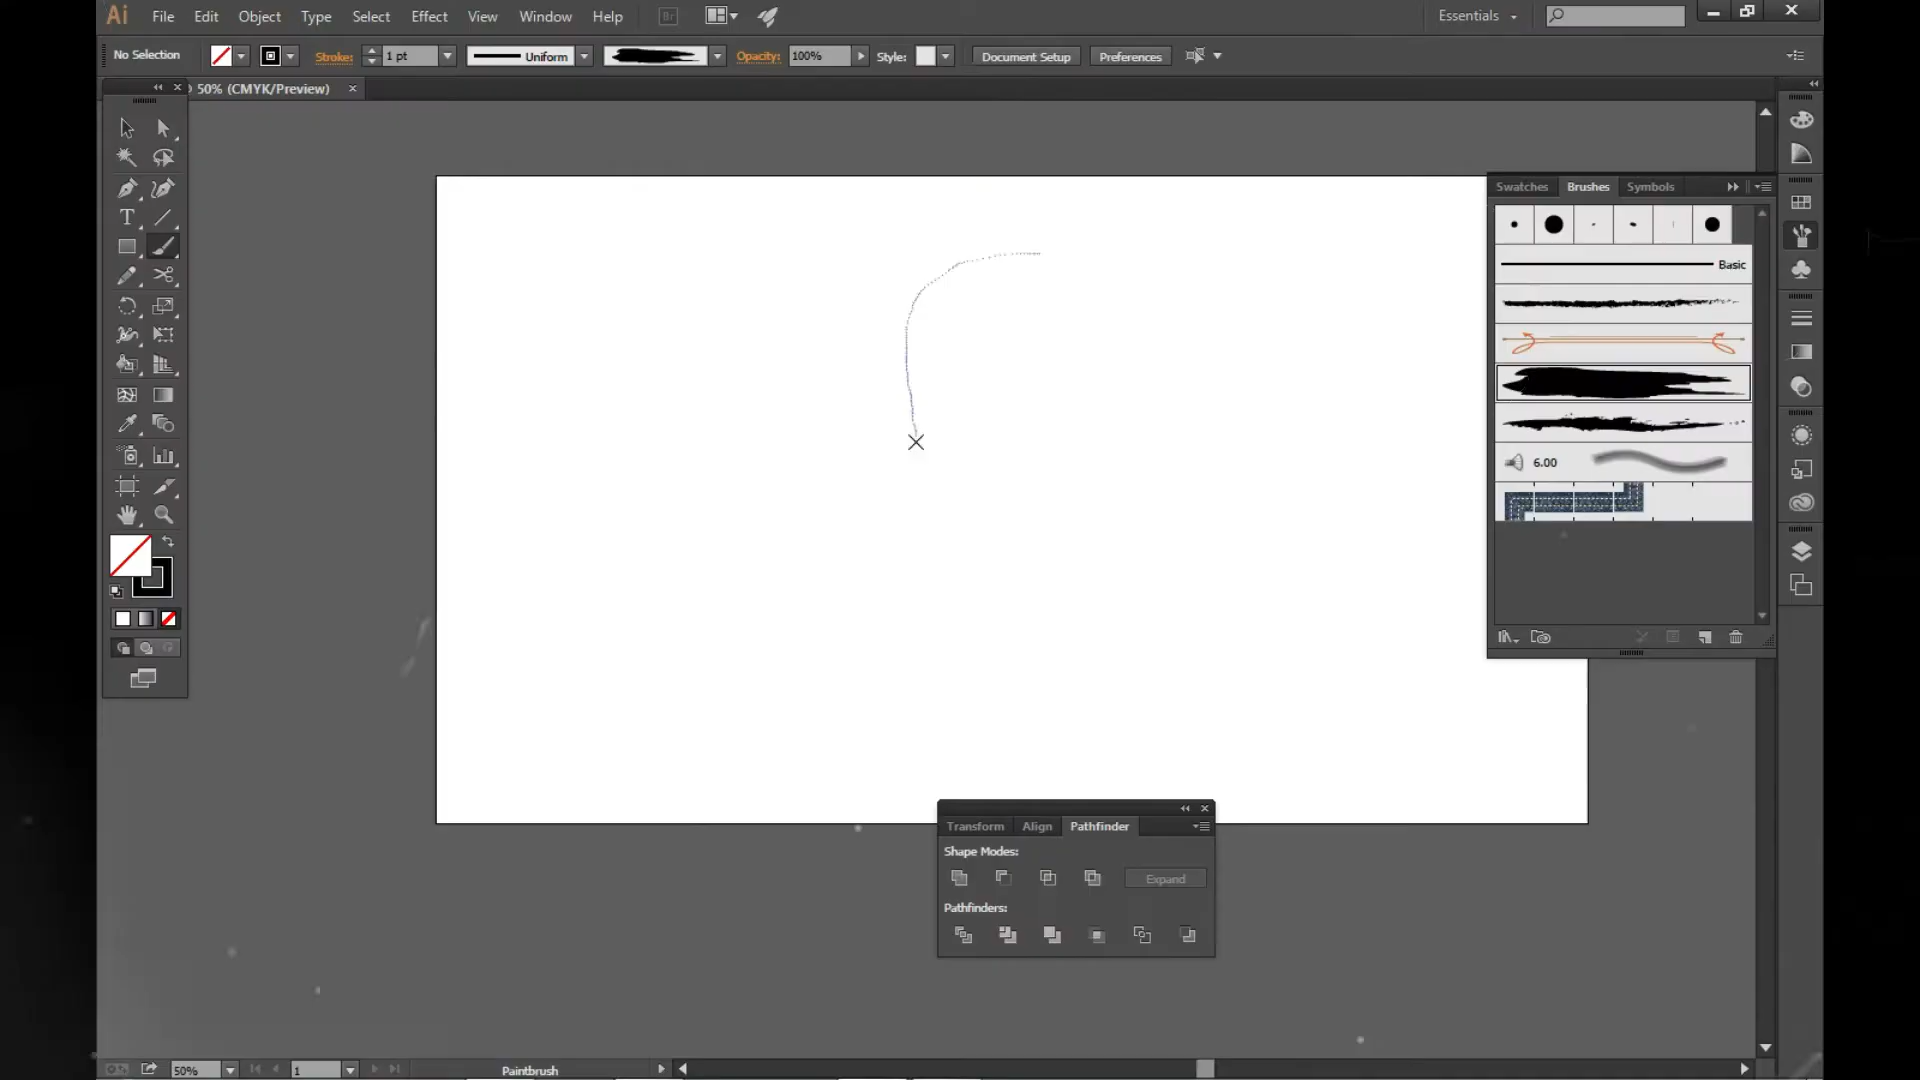 Ai File Edit Object Type Select Effect View Window Help Br Essentials
No Selection Stroke: 1 pt Uniform Opacity: 100% Style: Document Setup Preferences
50% (CMYK/Preview)
Swatches Brushes Symbols
Basic
6.00
Transform Align Pathfinder
Shape Modes:
Expand
Pathfinders:
50% 1 Paintbrush